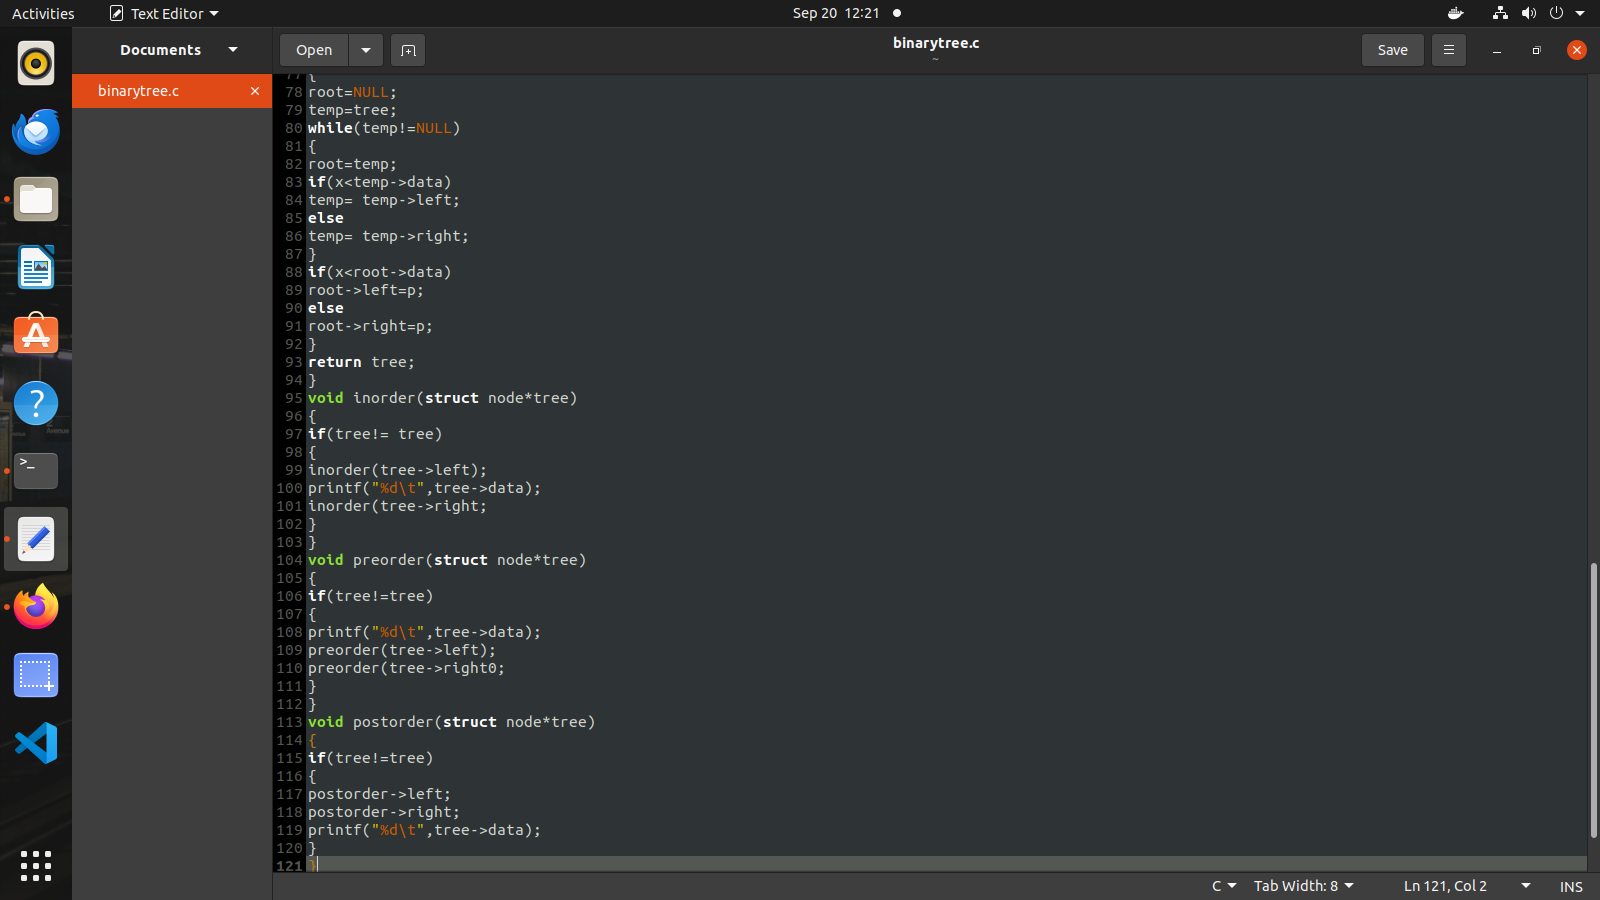 Activities Text Editor Sep 20 12:21
Documents Open binarytree.c Save
~
binarytree.c
77 {
78 root=NULL;
79 temp=tree;
80 while(temp!=NULL)
81 {
82 root=temp;
83 if(x<temp->data)
84 temp= temp->left;
85 else
86 temp= temp->right;
87 }
88 if(x<root->data)
89 root->left=p;
90 else
91 root->right=p;
92 }
93 return tree;
94 }
95 void inorder(struct node*tree)
96 {
97 if(tree!= tree)
98 {
99 inorder(tree->left);
100 printf("%d\t",tree->data);
101 inorder(tree->right;
102 }
103 }
104 void preorder(struct node*tree)
105 {
106 if(tree!=tree)
107 {
108 printf("%d\t",tree->data);
109 preorder(tree->left);
110 preorder(tree->right0;
111 }
112 }
113 void postorder(struct node*tree)
114 {
115 if(tree!=tree)
116 {
117 postorder->left;
118 postorder->right;
119 printf("%d\t",tree->data);
120 }
121 }
C Tab Width: 8 Ln 121, Col 2 INS